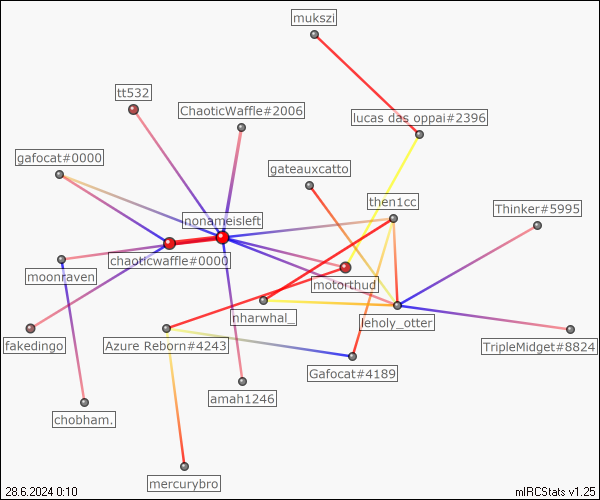 mukszi
tt532
ChaoticWaffle#2006
lucas das oppai#2396
gafocat#0000
gateauxcatto
then1cc
Thinker#5995
nonameisleft
chaoticwaffle#0000
moonraven
motorthud
nharwhal_
leholy_otter
fakedingo
Azure Reborn#4243
TripleMidget#8824
Gafocat#4189
amah1246
chobham.
mercurybro
28.6.2024 0:10
mIRCStats v1.25